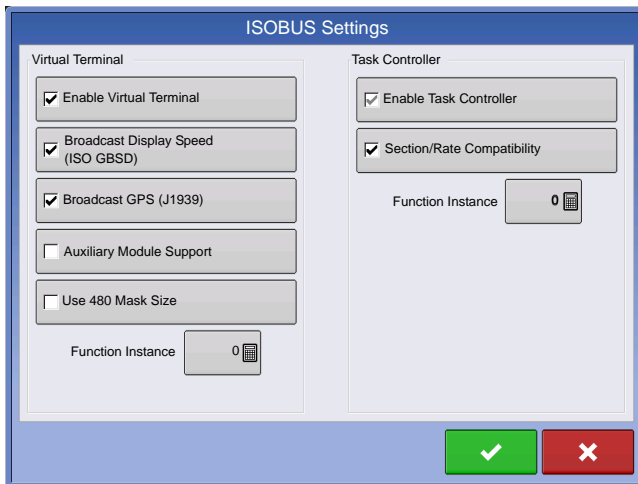 ISOBUS Settings
Virtual Terminal
Enable Virtual Terminal
Broadcast Display Speed
(ISO GBSD)
Broadcast GPS (J1939)
Auxiliary Module Support
Use 480 Mask Size
Function Instance
0
Task Controller
Enable Task Controller
Section/Rate Compatibility
Function Instance
0